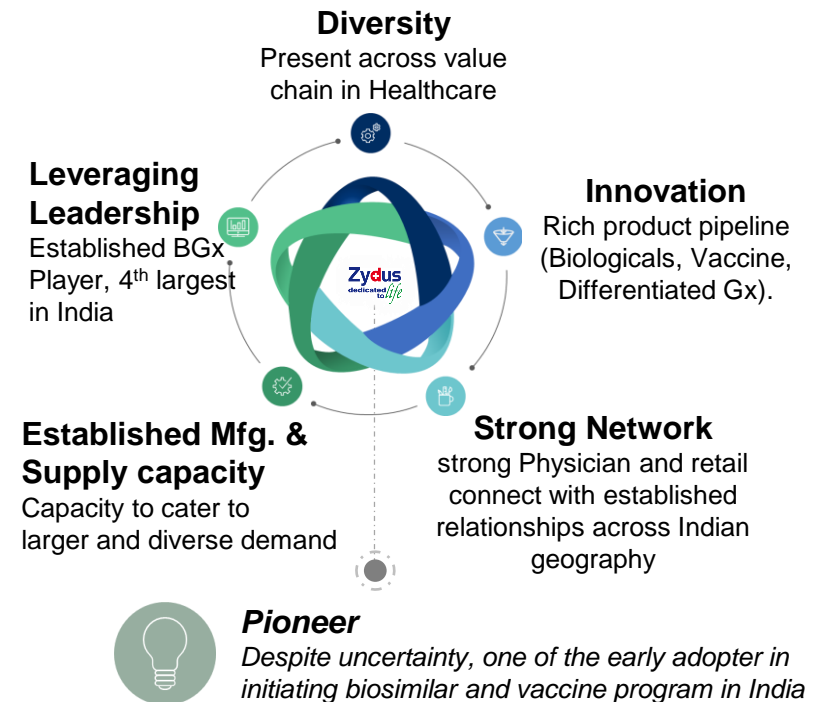 Diversity
Present across value
chain in Healthcare
Leveraging
Leadership
Established BGx
Player, 4th largest
in India
Innovation
Rich product pipeline
(Biologicals, Vaccine,
Differentiated Gx).
Zydus
dedicated
to life
Established Mfg. &
Supply capacity
Capacity to cater to
larger and diverse demand
Strong Network
strong Physician and retail
connect with established
relationships across Indian
geography
Pioneer
Despite uncertainty, one of the early adopter in
initiating biosimilar and vaccine program in India